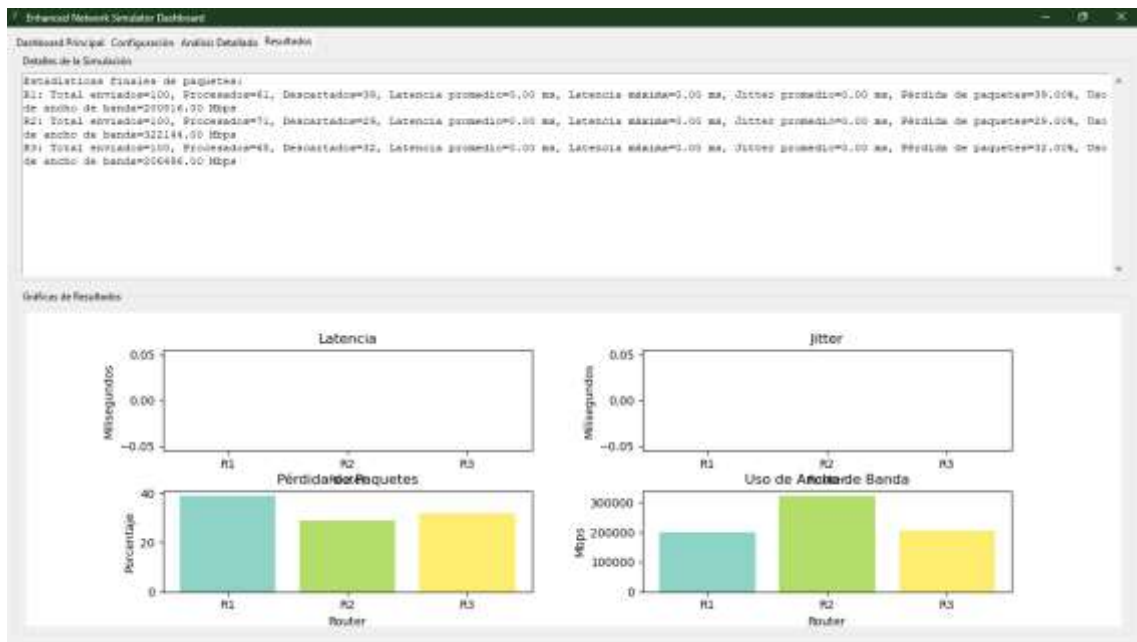 Enhanced Network Simulator Dashboard
Dashboard Principal Configuración Análisis Detallado Resultados
Detalles de la Simulación
Estadísticas finales de paquetes:
R1: Total enviados=100, Procesados=61, Descartados=39, Latencia promedio=0.00 ms, Latencia máxima=0.00 ms, Jitter promedio=0.00 ms, Pérdida de paquetes=39.00%, Uso
de ancho de banda= Mbps
R2: Total enviados=100, Procesados=71, Descartados=29, Latencia promedio=0.00 ms, Latencia máxima=0.00 ms, Jitter promedio=0.00 ms, Pérdida de paquetes=29.00%, Uso
de ancho de banda=322144.00 Mbps
R3: Total enviados=100, Procesados=68, Descartados=32, Latencia promedio=0.00 ms, Latencia máxima=0.00 ms, Jitter promedio=0.00 ms, Pérdida de paquetes=32.00%, Uso
de ancho de banda= Mbps
Gráficas de Resultados
Latencia
Jitter
0.05
0.00
−0.05
Milisegundos
R1 R2 R3
0.05
0.00
−0.05
Milisegundos
R1 R2 R3
Pérdida de Paquetes
Uso de Ancho de Banda
40
20
0
Porcentaje
R1 R2 R3
Router
300000
200000
100000
0
Mbps
R1 R2 R3
Router